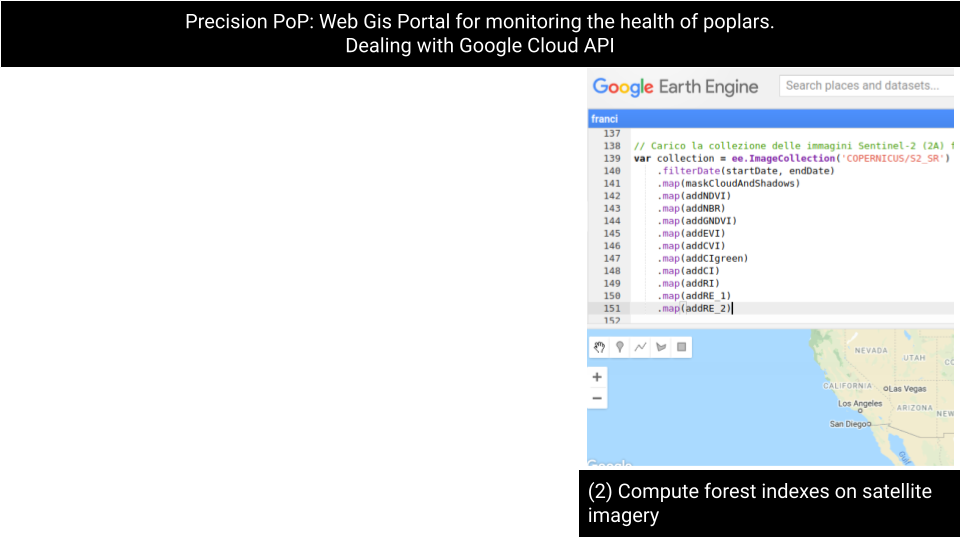 Precision PoP: Web Gis Portal for monitoring the health of poplars.
Dealing with Google Cloud API
Google Earth Engine
Search places and datasets...
franci
137
138 // Carico la collezione delle immagini Sentinel-2 (2A) f
139 var collection = ee.ImageCollection('COPERNICUS/S2_SR')
140 .filterDate(startDate, endDate)
141 .map(maskCloudAndShadows)
142 .map(addNDVI)
143 .map(addNBR)
144 .map(addGNDVI)
145 .map(addEVI)
146 .map(addCVI)
147 .map(addCIgreen)
148 .map(addCI)
149 .map(addRI)
150 .map(addRE_1)
151 .map(addRE_2)
152
NEVADA
UTAH
CO
CALIFORNIA
Las Vegas
Los Angeles
ARIZONA
NEW
San Diego
Google
(2) Compute forest indexes on satellite
imagery